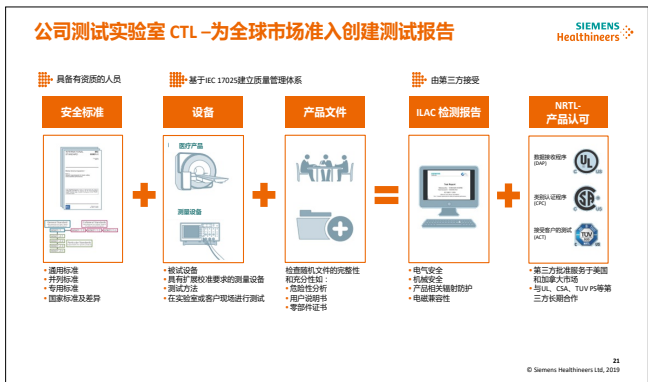 公司测试实验室 CTL –为全球市场准入创建测试报告
SIEMENS
Healthineers
具备有资质的人员
基于IEC 17025建立质量管理体系
由第三方接受
安全标准
设备
产品文件
ILAC 检测报告
NRTL-
产品认可
医疗产品
测量设备
数据接收程序
(DAP)
类别认证程序
(CPC)
接受客户的测试
(ACT)
UL
C US
SA
C US
TÜV
C US
• 通用标准
• 并列标准
• 专用标准
• 国家标准及差异
• 被试设备
• 具有扩展校准要求的测量设备
• 测试方法
• 在实验室或客户现场进行测试
检查随机文件的完整性
和充分性如：
• 危险性分析
• 用户说明书
• 零部件证书
• 电气安全
• 机械安全
• 产品相关辐射防护
• 电磁兼容性
• 第三方批准服务于美国
和加拿大市场
• 与UL、CSA、TUV PS等第
三方长期合作
21
© Siemens Healthineers Ltd, 2019